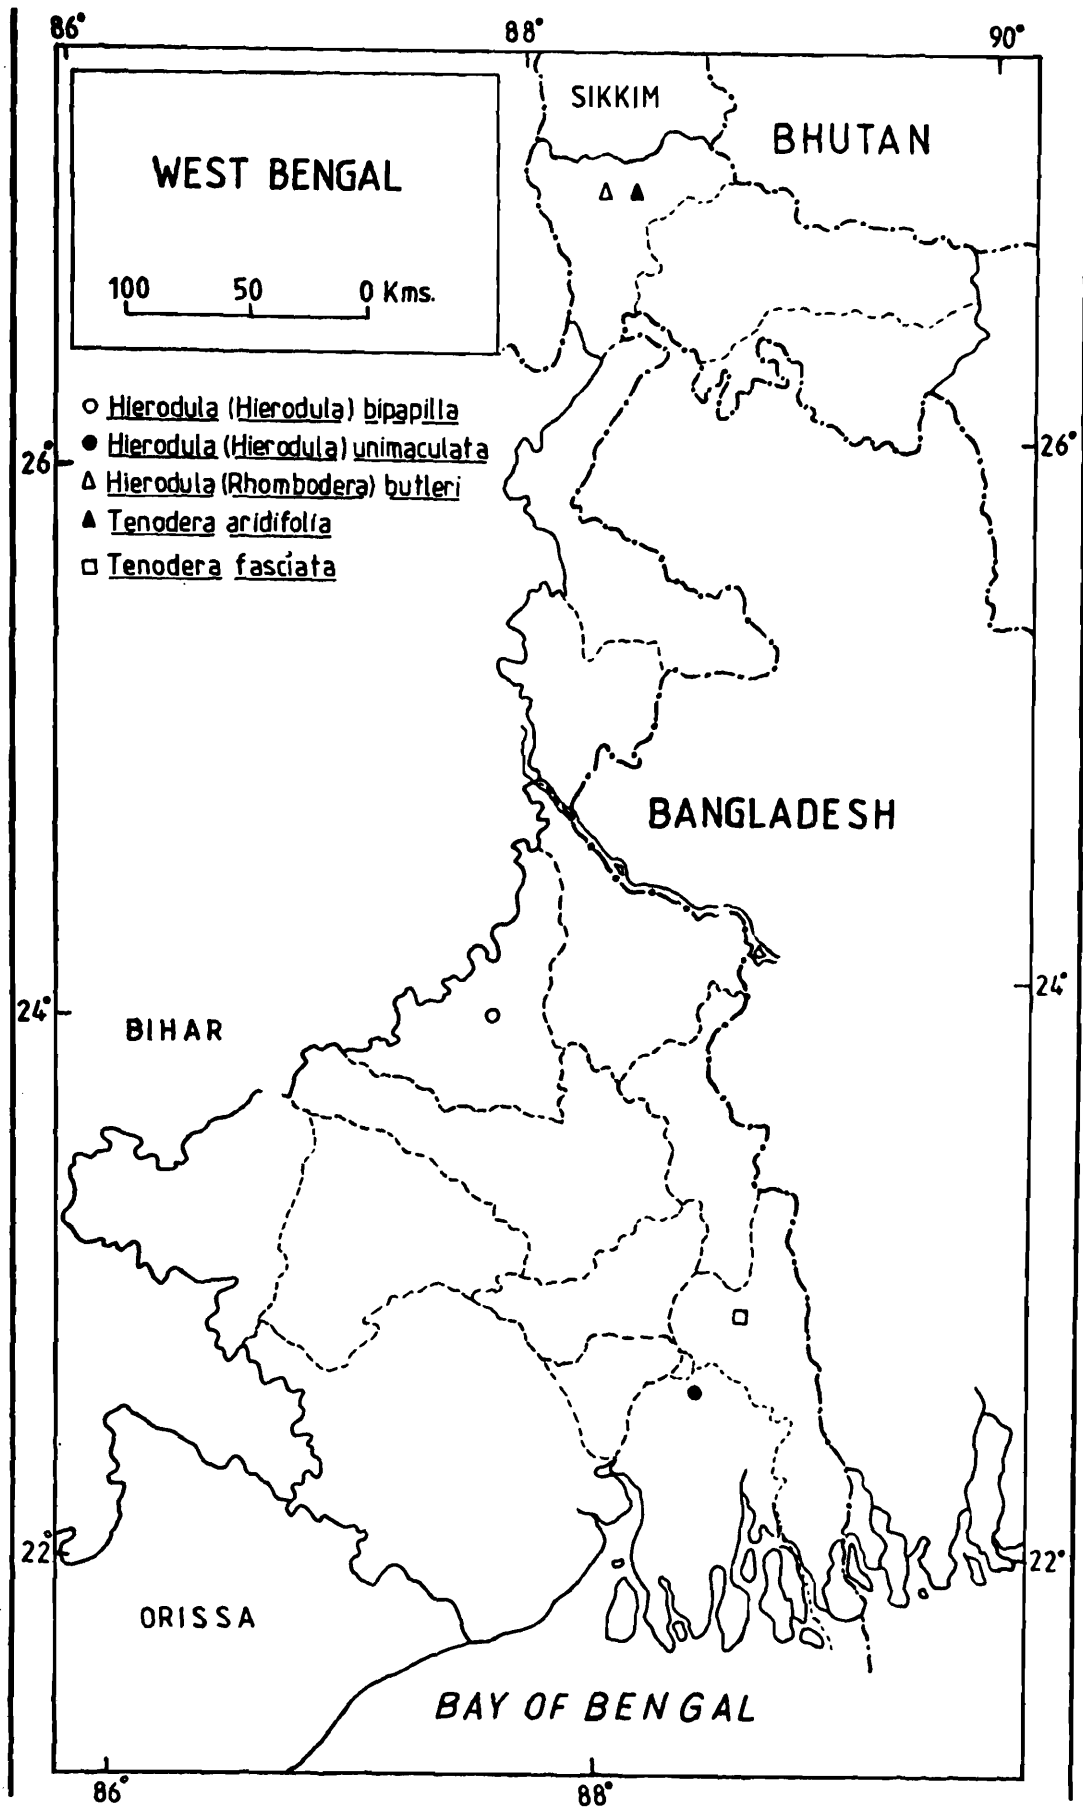 86° 88° 90°
SIKKIM
BHUTAN
WEST BENGAL
100 50 0 Kms.
Hierodula (Hierodula) bipapilla
Hierodula (Hierodula) unimaculata
Hierodula (Rhombodera) butleri
Tenodera aridifolia
Tenodera fasciata
26° 26°
BANGLADESH
24° 24°
BIHAR
22° 22°
ORISSA
BAY OF BENGAL
86° 88°